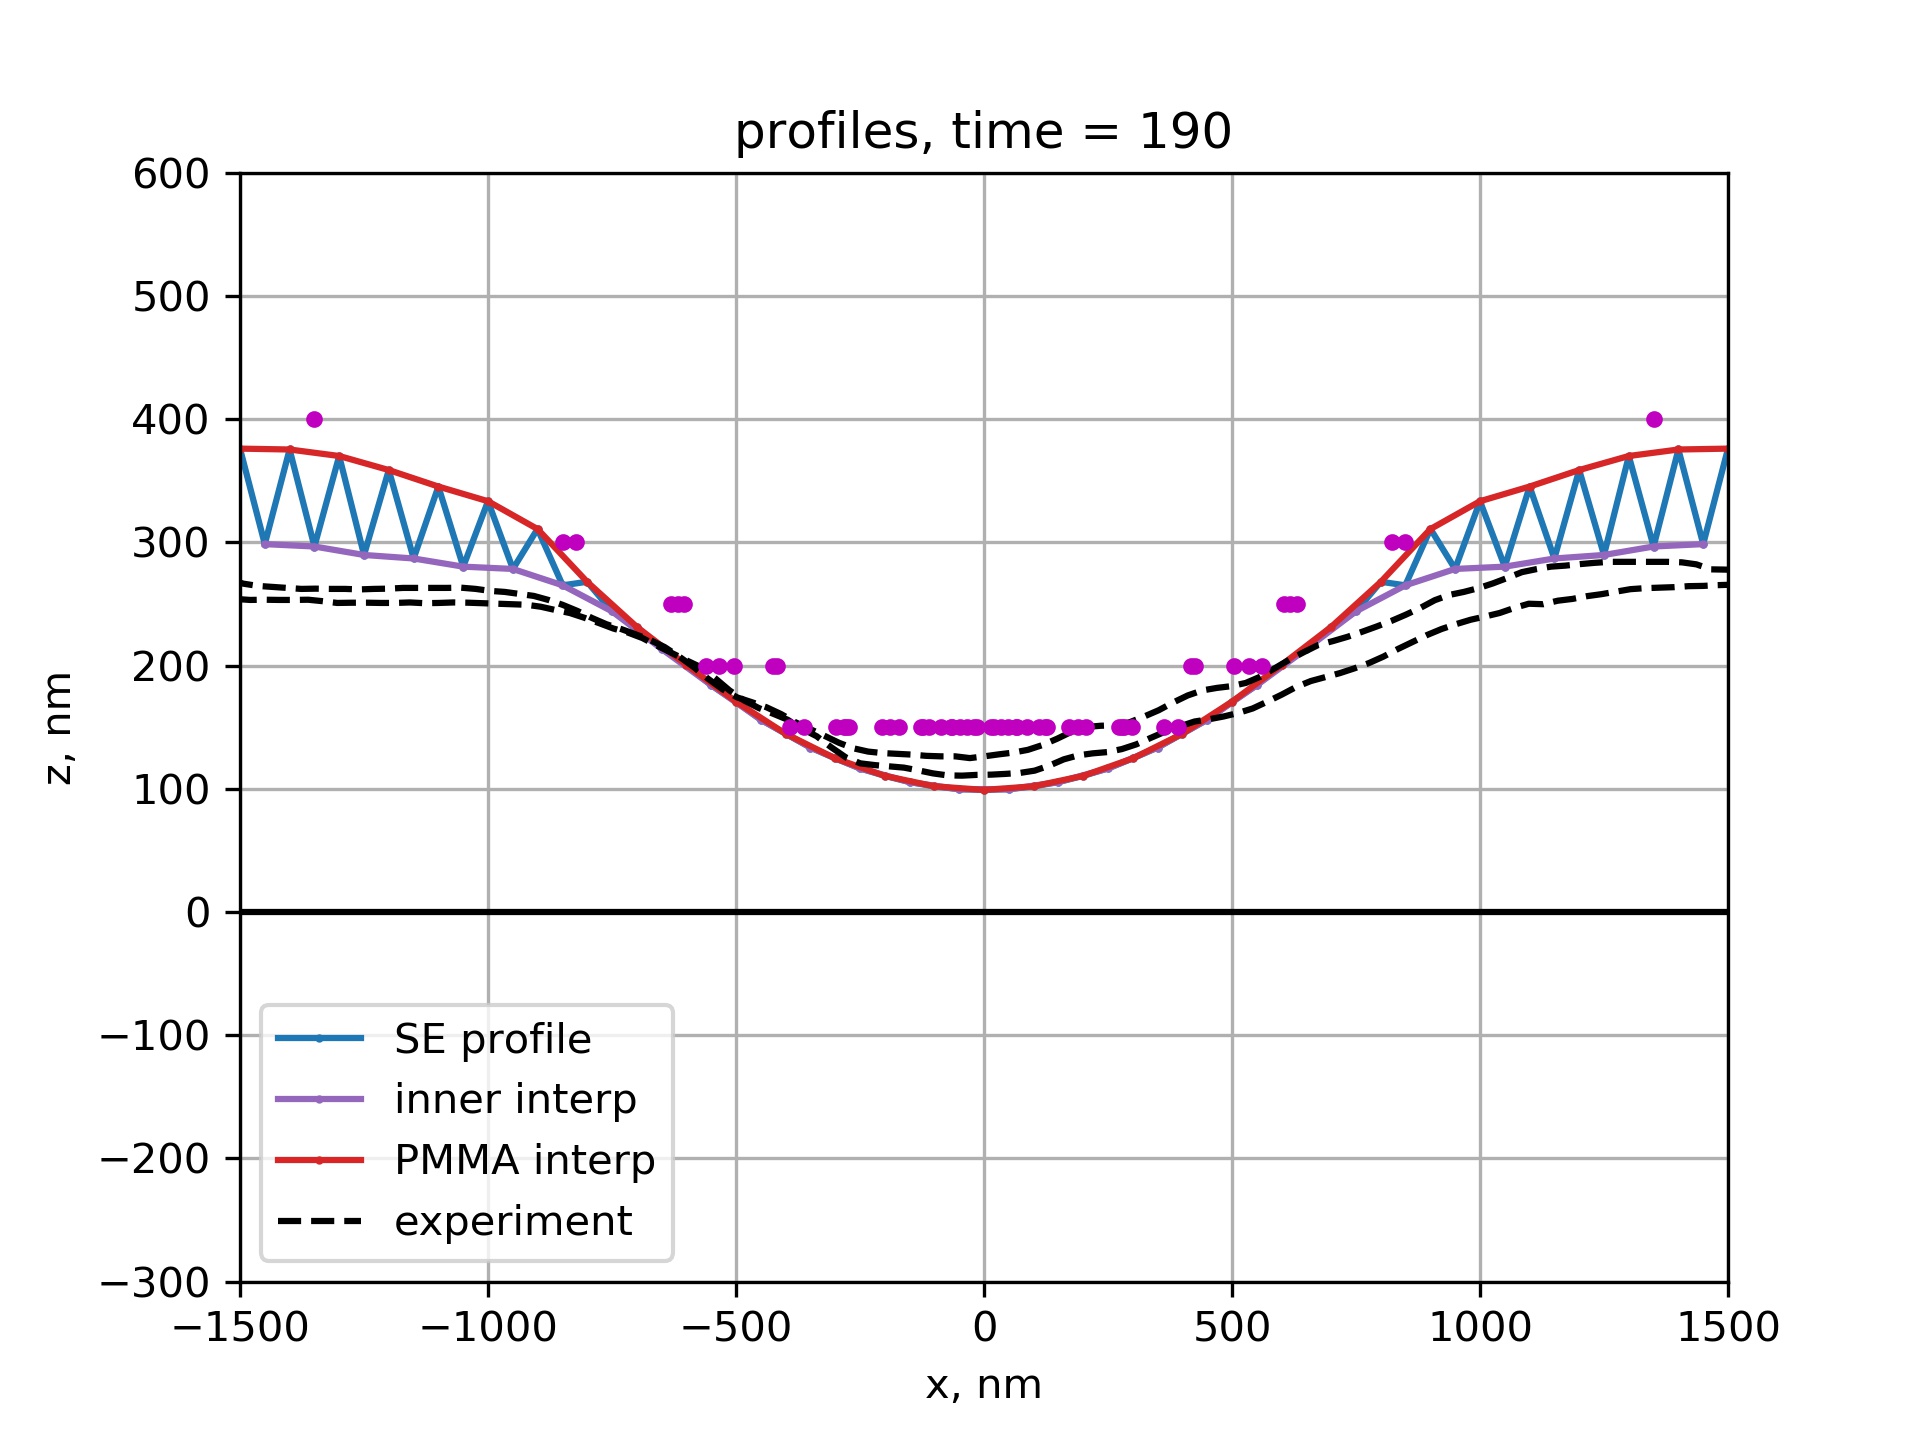 profiles, time = 190
600
500
400
300
200
100
0
−100
−200
−300
z, nm
−1500
−1000
−500
0
500
1000
1500
x, nm
SE profile
inner interp
PMMA interp
experiment